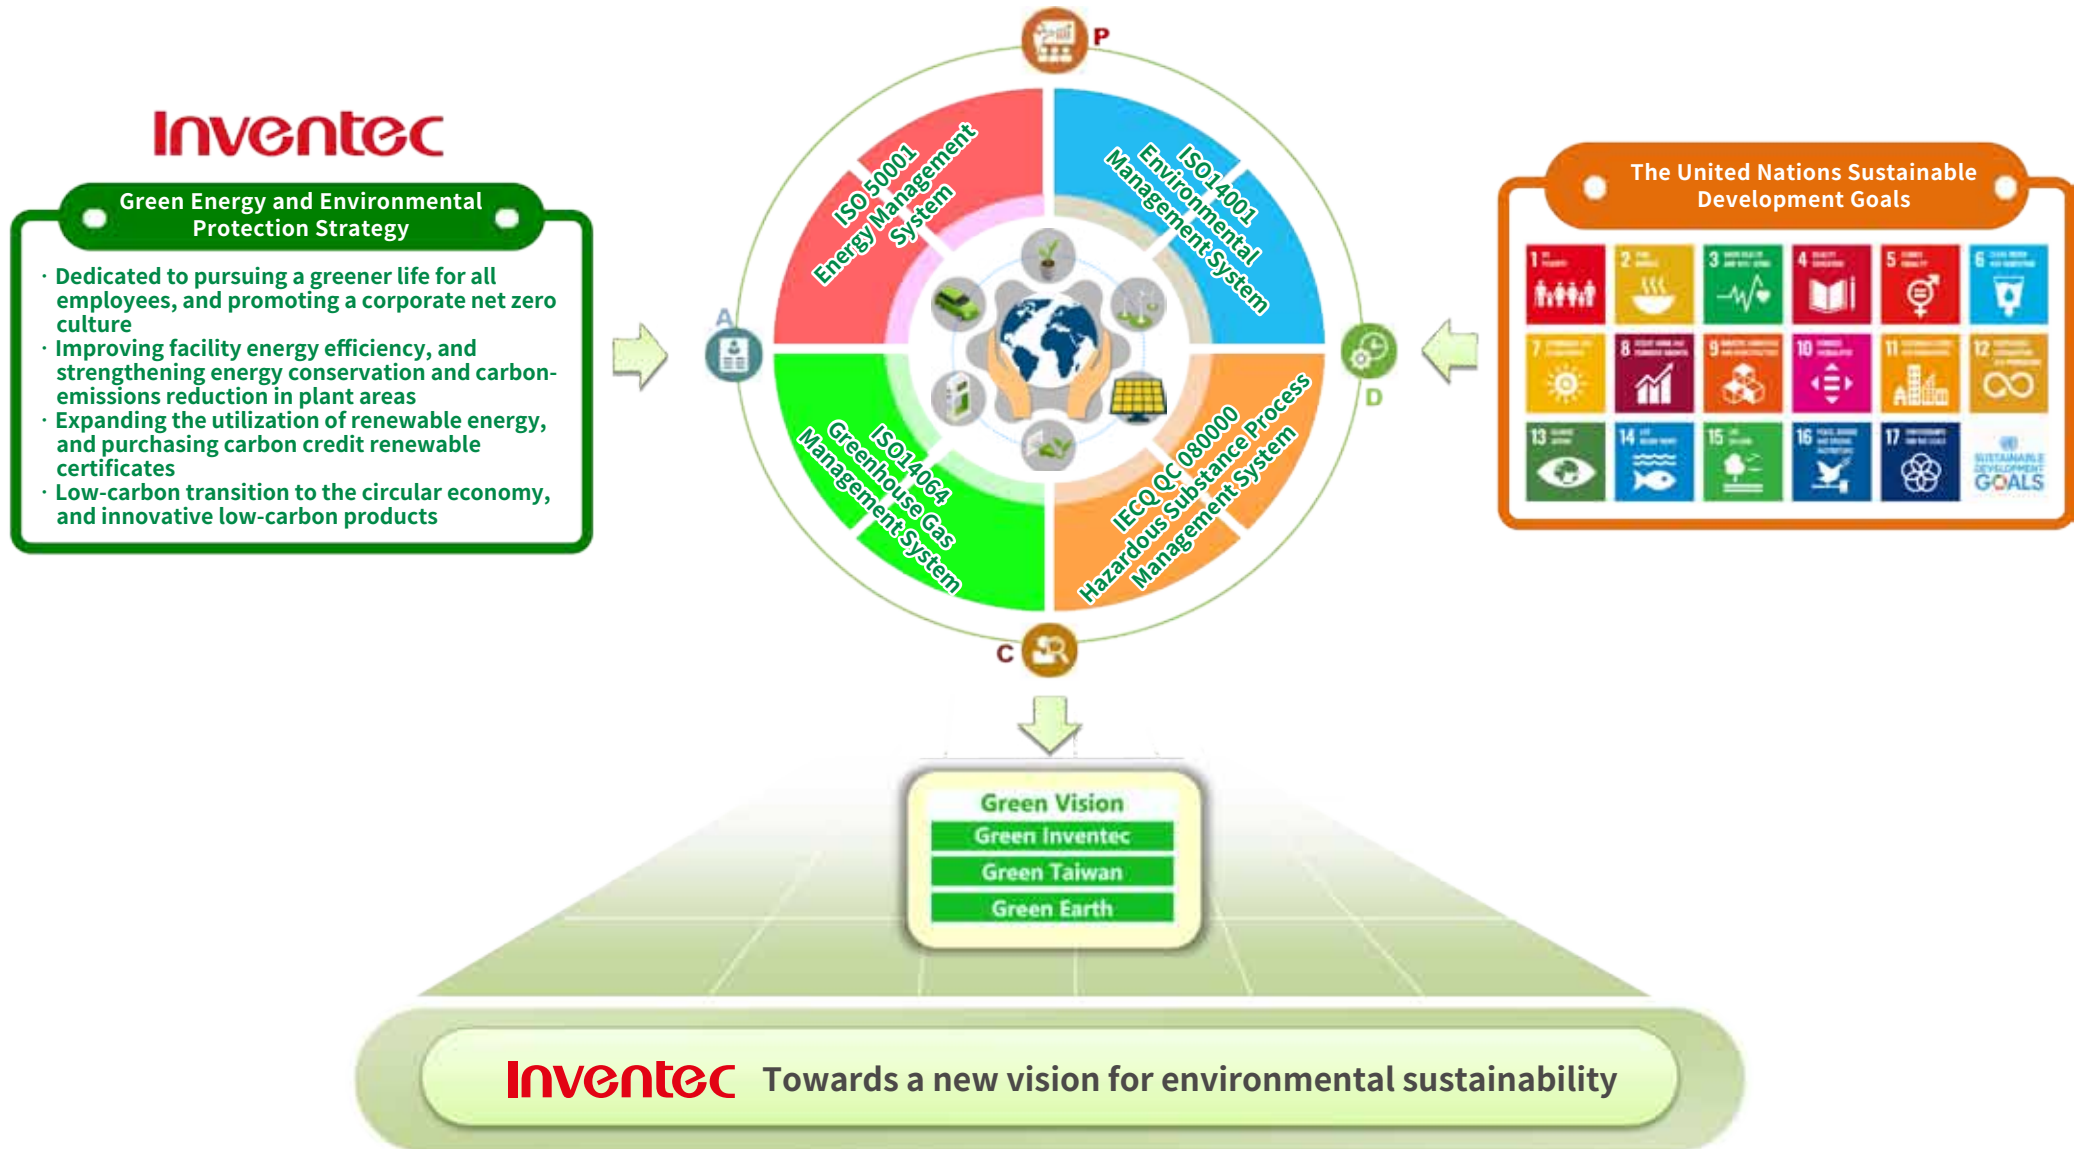 Inventec
Green Energy and Environmental
Protection Strategy
· Dedicated to pursuing a greener life for all
employees, and promoting a corporate net zero
culture
· Improving facility energy efficiency, and
strengthening energy conservation and carbon-
emissions reduction in plant areas
· Expanding the utilization of renewable energy,
and purchasing carbon credit renewable
certificates
· Low-carbon transition to the circular economy,
and innovative low-carbon products
P
A
D
C
ISO 50001
Energy Management
System
ISO14001
Environmental
Management System
ISO14064
Greenhouse Gas
Management System
IECQ QC 080000
Hazardous Substance Process
Management System
The United Nations Sustainable
Development Goals
1
2
3
4
5
6
7
8
9
10
11
12
13
14
15
16
17
SUSTAINABLE
DEVELOPMENT
GOALS
Green Vision
Green Inventec
Green Taiwan
Green Earth
Inventec Towards a new vision for environmental sustainability